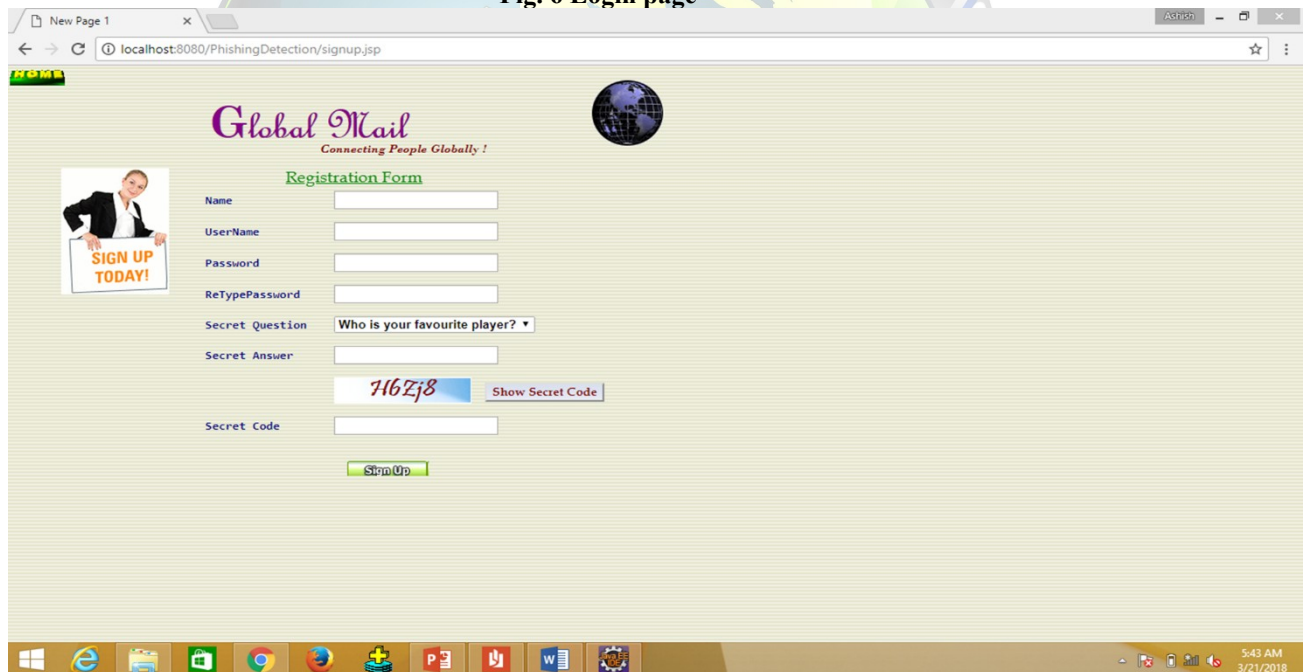 Fig. 6 Login page
New Page 1
Ashish
localhost:8080/PhishingDetection/signup.jsp
HOME
Global Mail
Connecting People Globally !
Registration Form
Name
UserName
SIGN UP
TODAY!
Password
ReTypePassword
Secret Question Who is your favourite player?
Secret Answer
H6Zj8 Show Secret Code
Secret Code
Sign Up
5:43 AM
3/21/2018